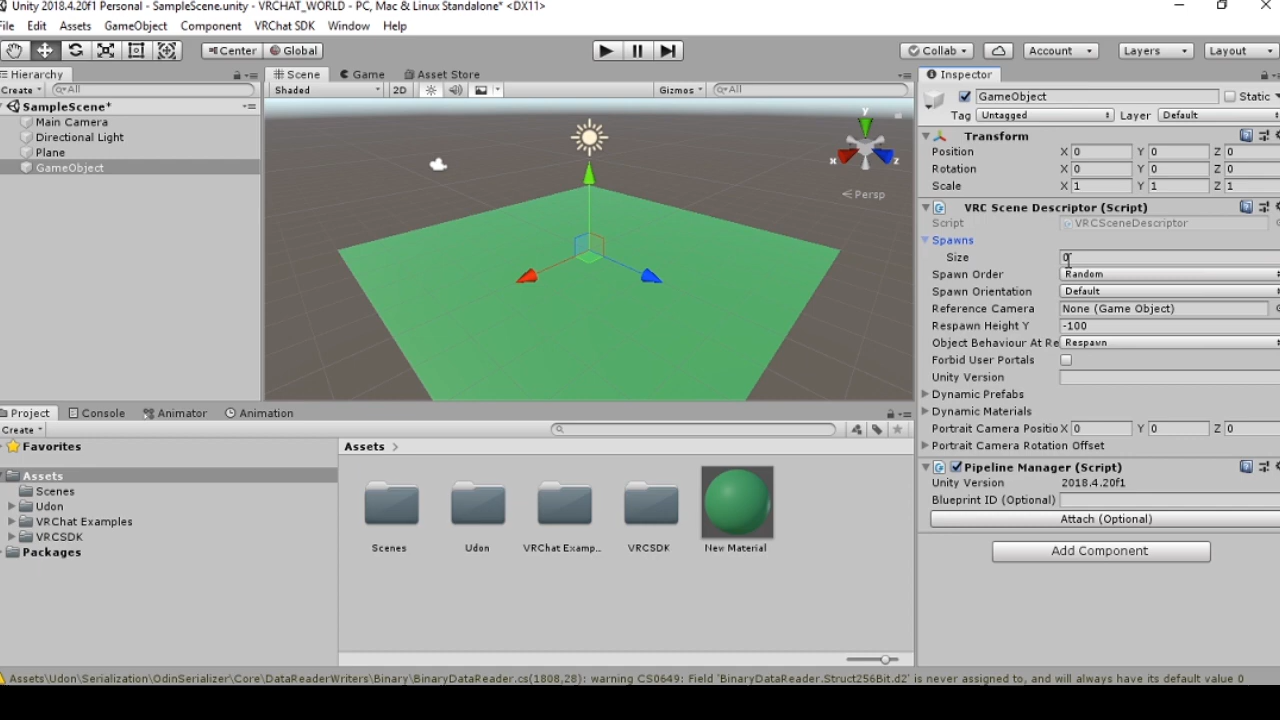 Unity 2018.4.20f1 Personal - SampleScene.unity - VRCHAT_WORLD - PC, Mac & Linux Standalone* <DX11>
File Edit Assets GameObject Component VRChat SDK Window Help
Center Global Collab Account Layers Layout
Hierarchy Scene Game Asset Store Inspector
Create All Shaded 2D Gizmos All
SampleScene*
Main Camera
Directional Light
Plane
GameObject
y
x
z
Persp
GameObject Static
Tag Untagged Layer Default
Transform
Position X 0 Y 0 Z 0
Rotation X 0 Y 0 Z 0
Scale X 1 Y 1 Z 1
VRC Scene Descriptor (Script)
Script VRCSceneDescriptor
Spawns
Size 0
Spawn Order Random
Spawn Orientation Default
Reference Camera None (Game Object)
Respawn Height Y -100
Object Behaviour At Re Respawn
Forbid User Portals
Unity Version
Dynamic Prefabs
Dynamic Materials
Portrait Camera Positio X 0 Y 0 Z 0
Portrait Camera Rotation Offset
Pipeline Manager (Script)
Unity Version 2018.4.20f1
Blueprint ID (Optional)
Attach (Optional)
Add Component
Project Console Animator Animation
Create
Favorites
Assets
Scenes
Udon
VRChat Examples
VRCSDK
Packages
Assets >
Scenes Udon VRChat Examp... VRCSDK New Material
Assets\Udon\Serialization\OdinSerializer\Core\DataReaderWriters\Binary\BinaryDataReader.cs(1808,28): warning CS0649: Field 'BinaryDataReader.Struct256Bit.d2' is never assigned to, and will always have its default value 0